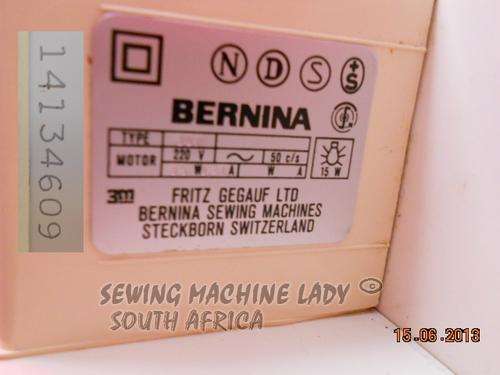 14134609
N D S +S
BERNINA
TYPE
MOTOR 220 V 50 c/s
W A W A 15 W
FRITZ GEGAUF LTD
BERNINA SEWING MACHINES
STECKBORN SWITZERLAND
SEWING MACHINE LADY ©
SOUTH AFRICA
15.06.2013